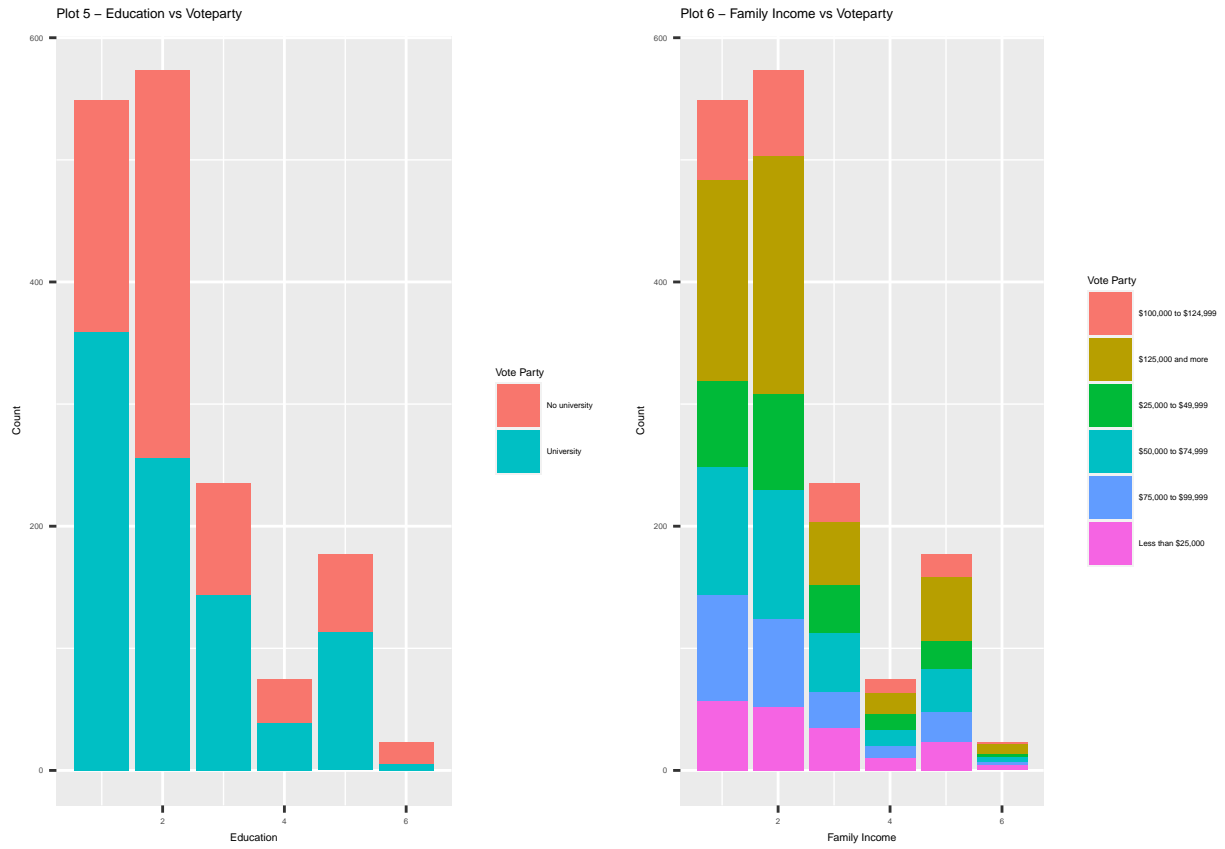 Plot 5 – Education vs Voteparty
600
400
200
0
Count
2
4
6
Education
Vote Party
No university
University
Plot 6 – Family Income vs Voteparty
600
400
200
0
Count
2
4
6
Family Income
Vote Party
$100,000 to $124,999
$125,000 and more
$25,000 to $49,999
$50,000 to $74,999
$75,000 to $99,999
Less than $25,000